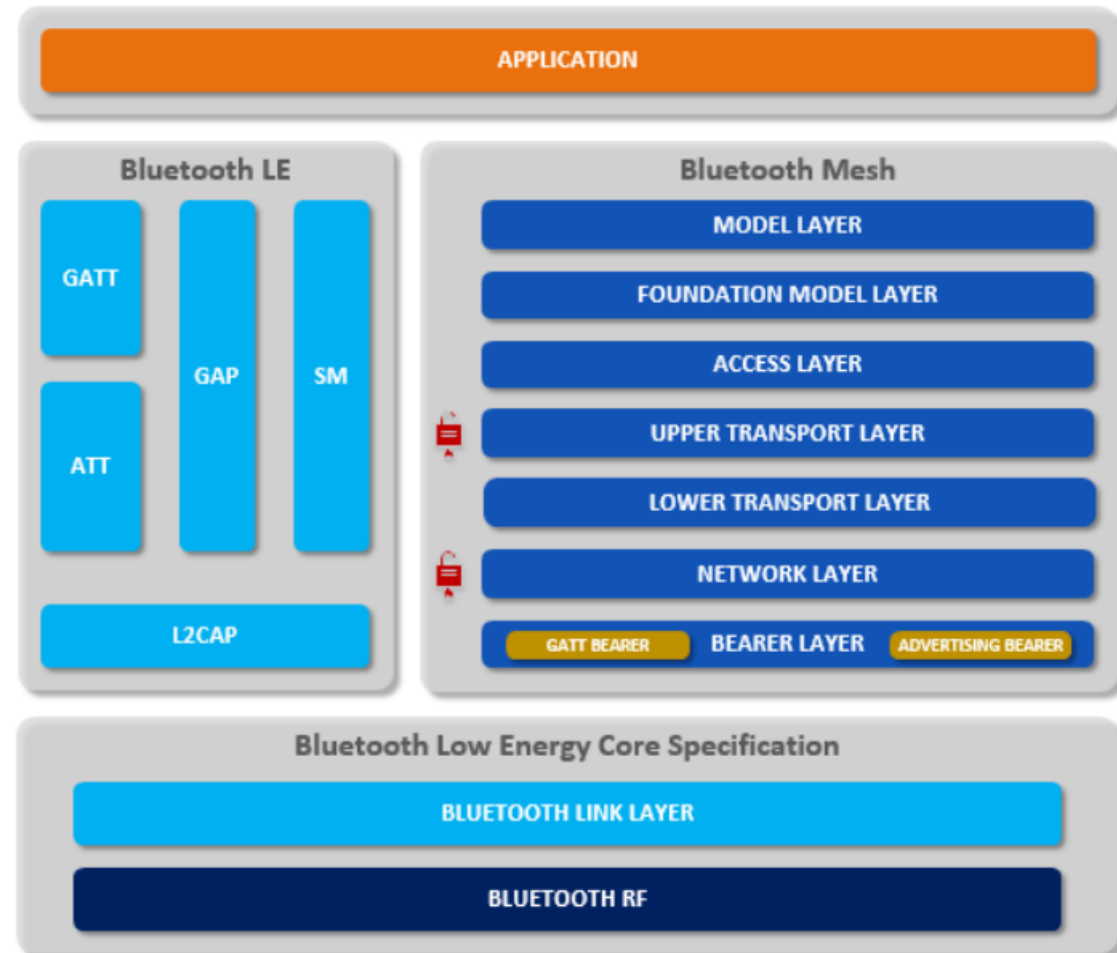 APPLICATION
Bluetooth LE
GATT
GAP
SM
ATT
L2CAP
Bluetooth Mesh
MODEL LAYER
FOUNDATION MODEL LAYER
ACCESS LAYER
UPPER TRANSPORT LAYER
LOWER TRANSPORT LAYER
NETWORK LAYER
GATT BEARER BEARER LAYER ADVERTISING BEARER
Bluetooth Low Energy Core Specification
BLUETOOTH LINK LAYER
BLUETOOTH RF